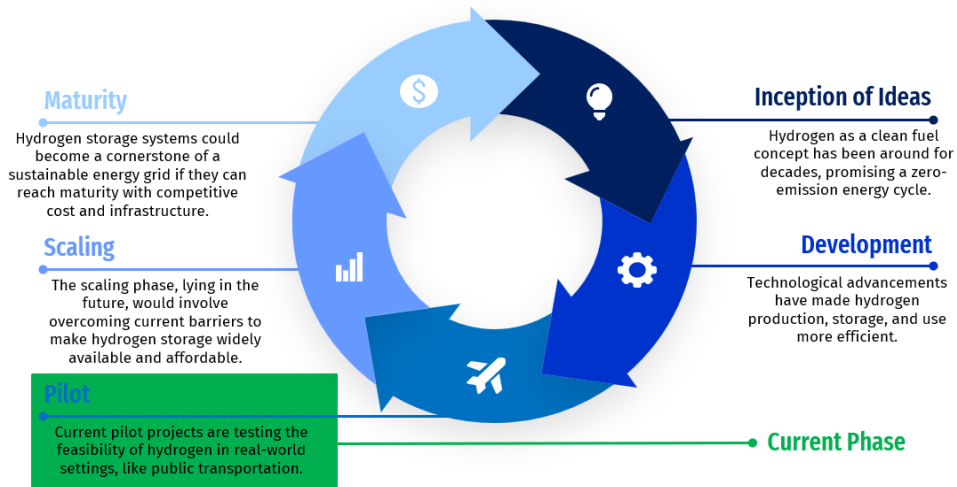 Maturity
Hydrogen storage systems could
become a cornerstone of a
sustainable energy grid if they can
reach maturity with competitive
cost and infrastructure.
Scaling
The scaling phase, lying in the
future, would involve
overcoming current barriers to
make hydrogen storage widely
available and affordable.
Pilot
Current pilot projects are testing the
feasibility of hydrogen in real-world
settings, like public transportation.
$
Inception of Ideas
Hydrogen as a clean fuel
concept has been around for
decades, promising a zero-
emission energy cycle.
Development
Technological advancements
have made hydrogen
production, storage, and use
more efficient.
Current Phase